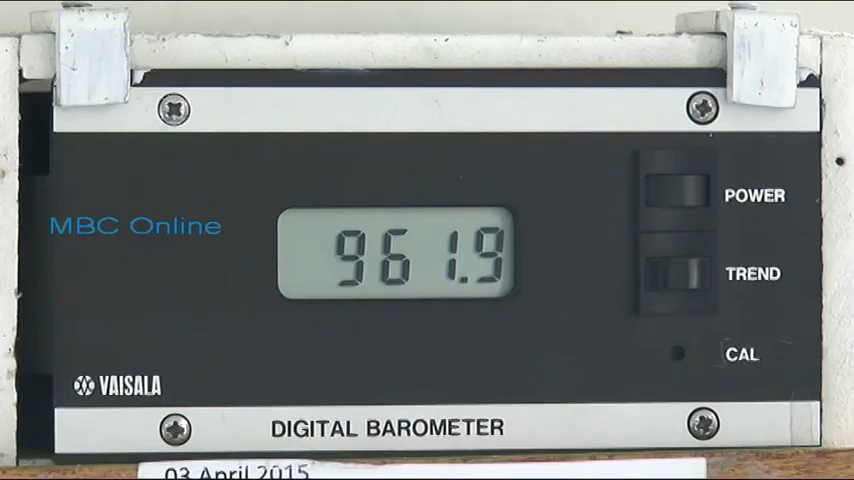 POWER
MBC Online
961.9
TREND
CAL
VAISALA
DIGITAL BAROMETER
03 April 2015